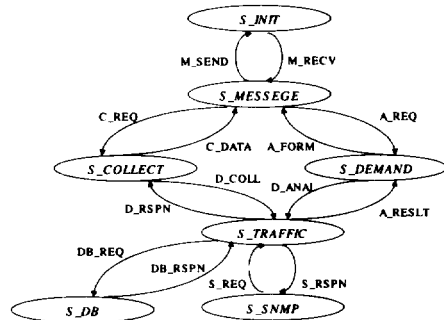 S_INIT
M_SEND
M_RECV
S_MESSEGE
C_REQ
A_REQ
C_DATA
A_FORM
S_COLLECT
S_DEMAND
D_COLL
D_ANAL
D_RSPN
A_RESLT
S_TRAFFIC
DB_REQ
DB_RSPN
S_REQ
S_RSPN
S_DB
S_SNMP